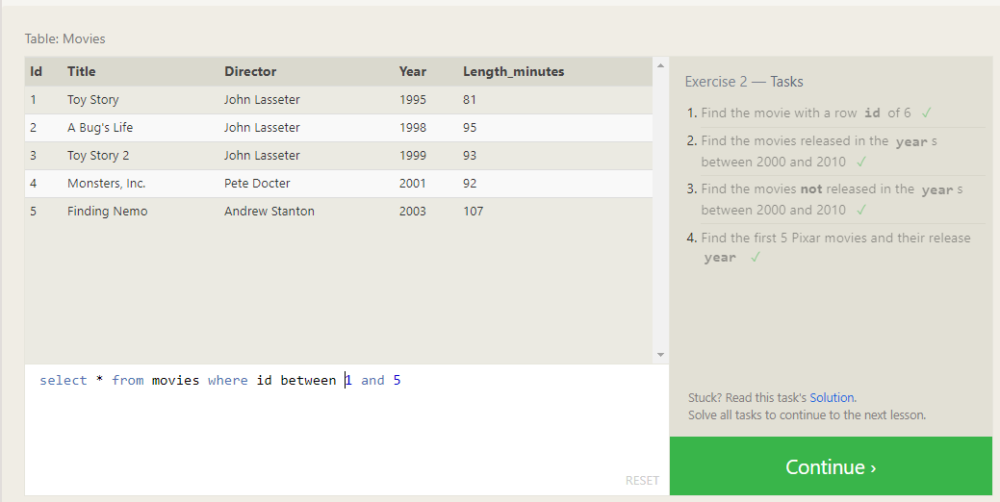 Table: Movies
Id Title Director Year Length_minutes
1 Toy Story John Lasseter 1995 81
2 A Bug's Life John Lasseter 1998 95
3 Toy Story 2 John Lasseter 1999 93
4 Monsters, Inc. Pete Docter 2001 92
5 Finding Nemo Andrew Stanton 2003 107
select * from movies where id between 1 and 5
RESET
Exercise 2 — Tasks
1. Find the movie with a row id of 6 ✓
2. Find the movies released in the year s
between 2000 and 2010 ✓
3. Find the movies not released in the year s
between 2000 and 2010 ✓
4. Find the first 5 Pixar movies and their release
year ✓
Stuck? Read this task's Solution.
Solve all tasks to continue to the next lesson.
Continue ›